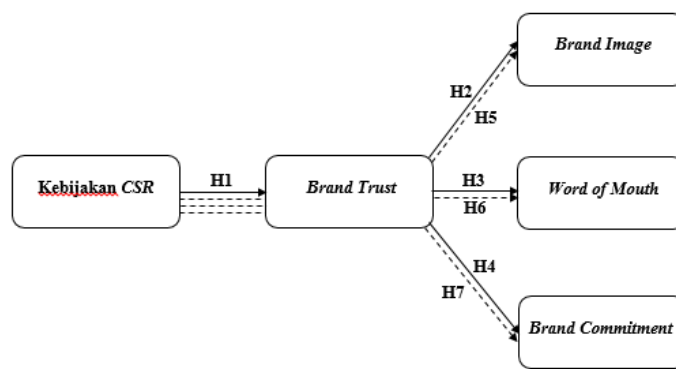 Brand Image
H2
H5
Kebijakan CSR
H1
Brand Trust
H3
H6
Word of Mouth
H4
H7
Brand Commitment